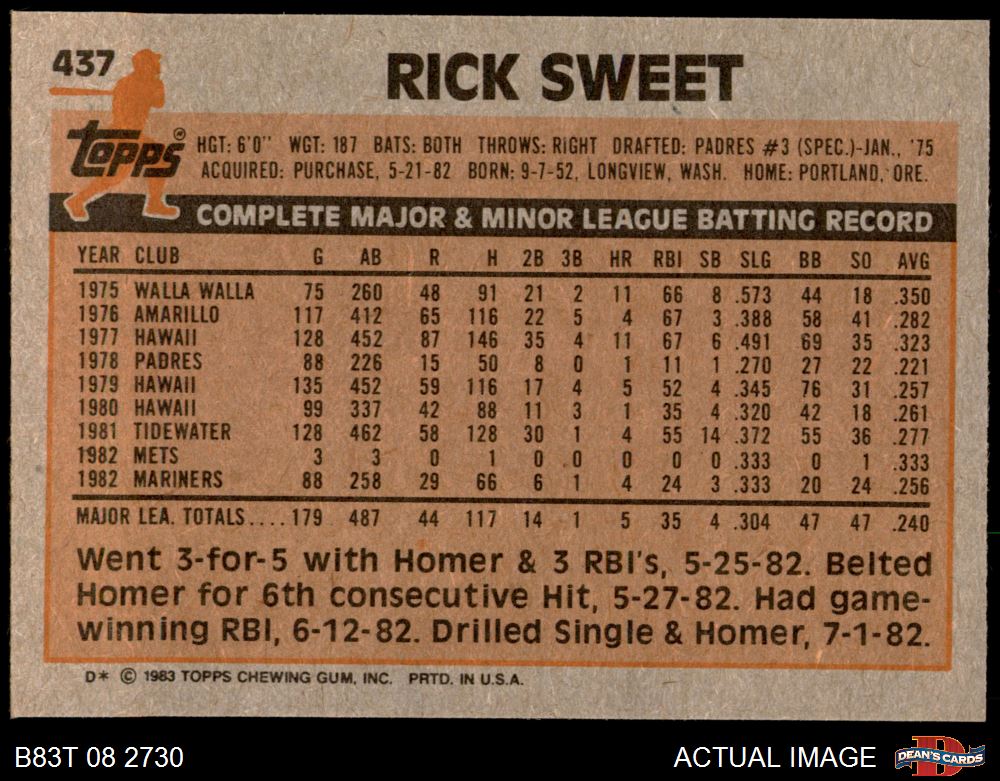 437
RICK SWEET
topps
HGT: 6'0" WGT: 187 BATS: BOTH THROWS: RIGHT DRAFTED: PADRES #3 (SPEC.)-JAN., '75
ACQUIRED: PURCHASE, 5-21-82 BORN: 9-7-52, LONGVIEW, WASH. HOME: PORTLAND, ORE.
COMPLETE MAJOR & MINOR LEAGUE BATTING RECORD
YEAR CLUB G AB R H 2B 3B HR RBI SB SLG BB SO AVG
1975 WALLA WALLA 75 260 48 91 21 2 11 66 8 .573 44 18 .350
1976 AMARILLO 117 412 65 116 22 5 4 67 3 .388 58 41 .282
1977 HAWAII 128 452 87 146 35 4 11 67 6 .491 69 35 .323
1978 PADRES 88 226 15 50 8 0 1 11 1 .270 27 22 .221
1979 HAWAII 135 452 59 116 17 4 5 52 4 .345 76 31 .257
1980 HAWAII 99 337 42 88 11 3 1 35 4 .320 42 18 .261
1981 TIDEWATER 128 462 58 128 30 1 4 55 14 .372 55 36 .277
1982 METS 3 3 0 1 0 0 0 0 0 .333 0 1 .333
1982 MARINERS 88 258 29 66 6 1 4 24 3 .333 20 24 .256
MAJOR LEA. TOTALS.... 179 487 44 117 14 1 5 35 4 .304 47 47 .240
Went 3-for-5 with Homer & 3 RBI's, 5-25-82. Belted
Homer for 6th consecutive Hit, 5-27-82. Had game-
winning RBI, 6-12-82. Drilled Single & Homer, 7-1-82.
D* © 1983 TOPPS CHEWING GUM, INC. PRTD. IN U.S.A.
B83T 08 2730
ACTUAL IMAGE
D
DEAN'S CARDS